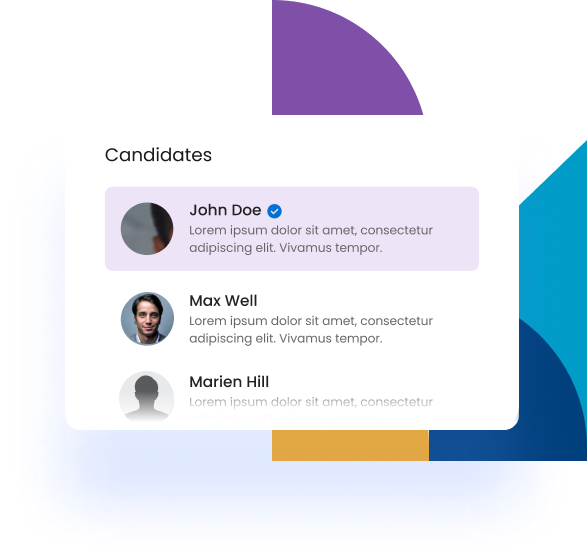 Candidates
John Doe
Lorem ipsum dolor sit amet, consectetur
adipiscing elit. Vivamus tempor.
Max Well
Lorem ipsum dolor sit amet, consectetur
adipiscing elit. Vivamus tempor.
Marien Hill
Lorem ipsum dolor sit amet, consectetur